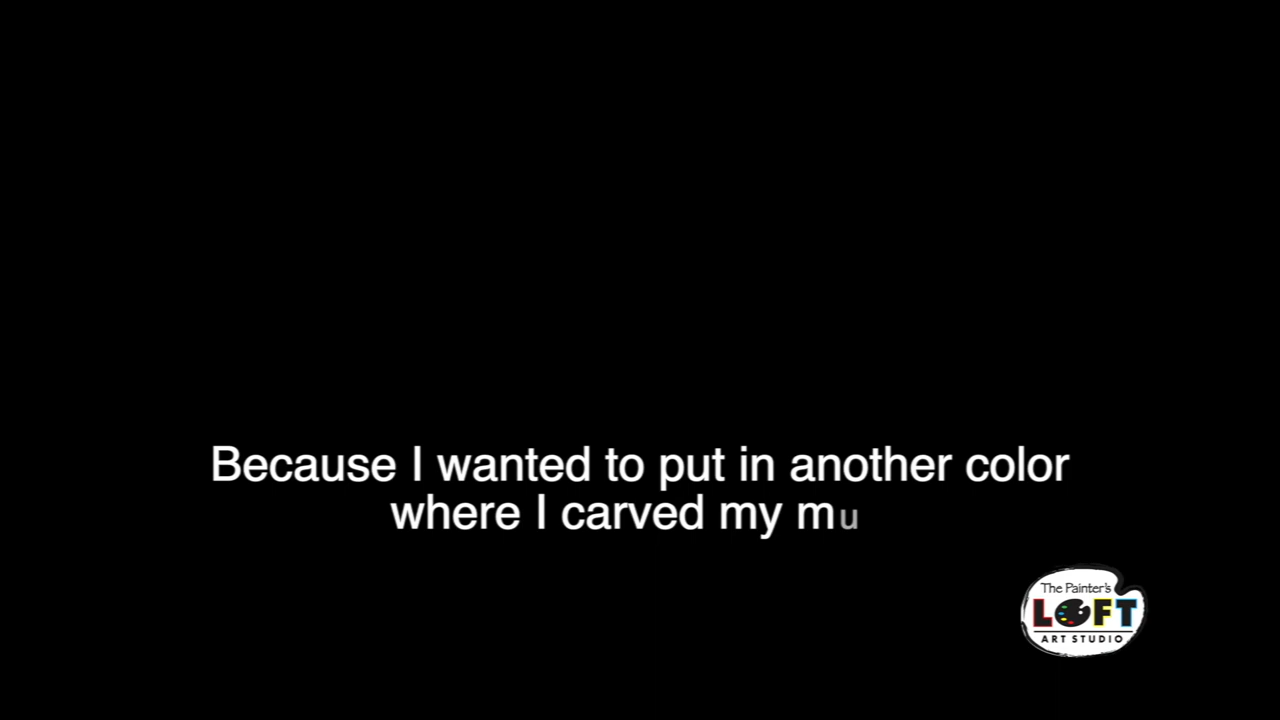 Because I wanted to put in another color
where I carved my mu
The Painter's
LOFT
ART STUDIO